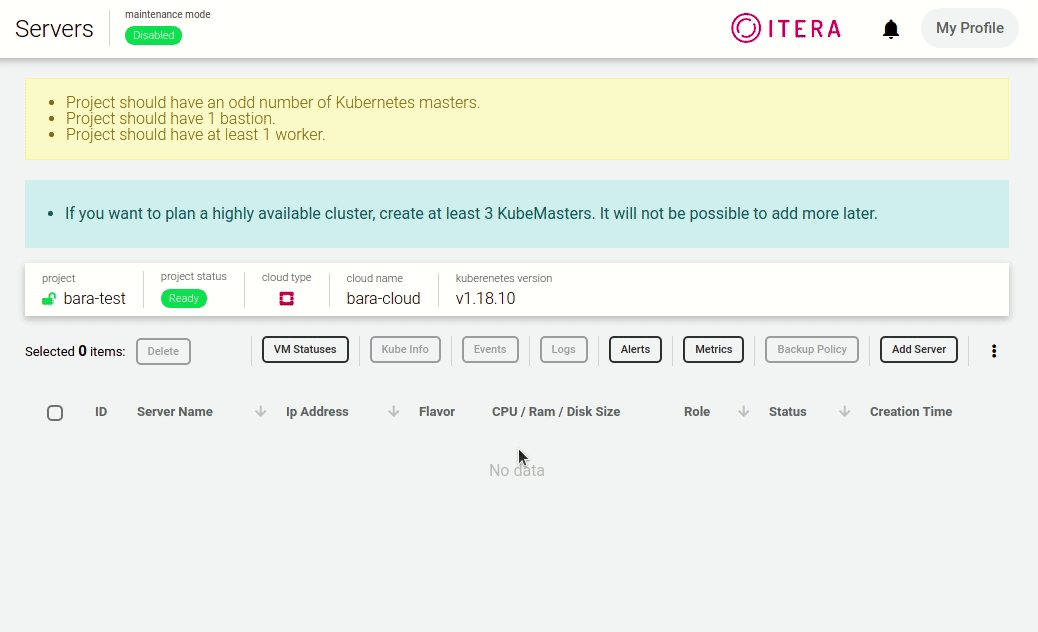 Servers
maintenance mode
Disabled
ITERA
My Profile
Project should have an odd number of Kubernetes masters.
Project should have 1 bastion.
Project should have at least 1 worker.
If you want to plan a highly available cluster, create at least 3 KubeMasters. It will not be possible to add more later.
project
bara-test
project status
Ready
cloud type
cloud name
bara-cloud
kuberenetes version
v1.18.10
Selected 0 items:
Delete
VM Statuses
Kube Info
Events
Logs
Alerts
Metrics
Backup Policy
Add Server
ID Server Name Ip Address Flavor CPU / Ram / Disk Size Role Status Creation Time
No data